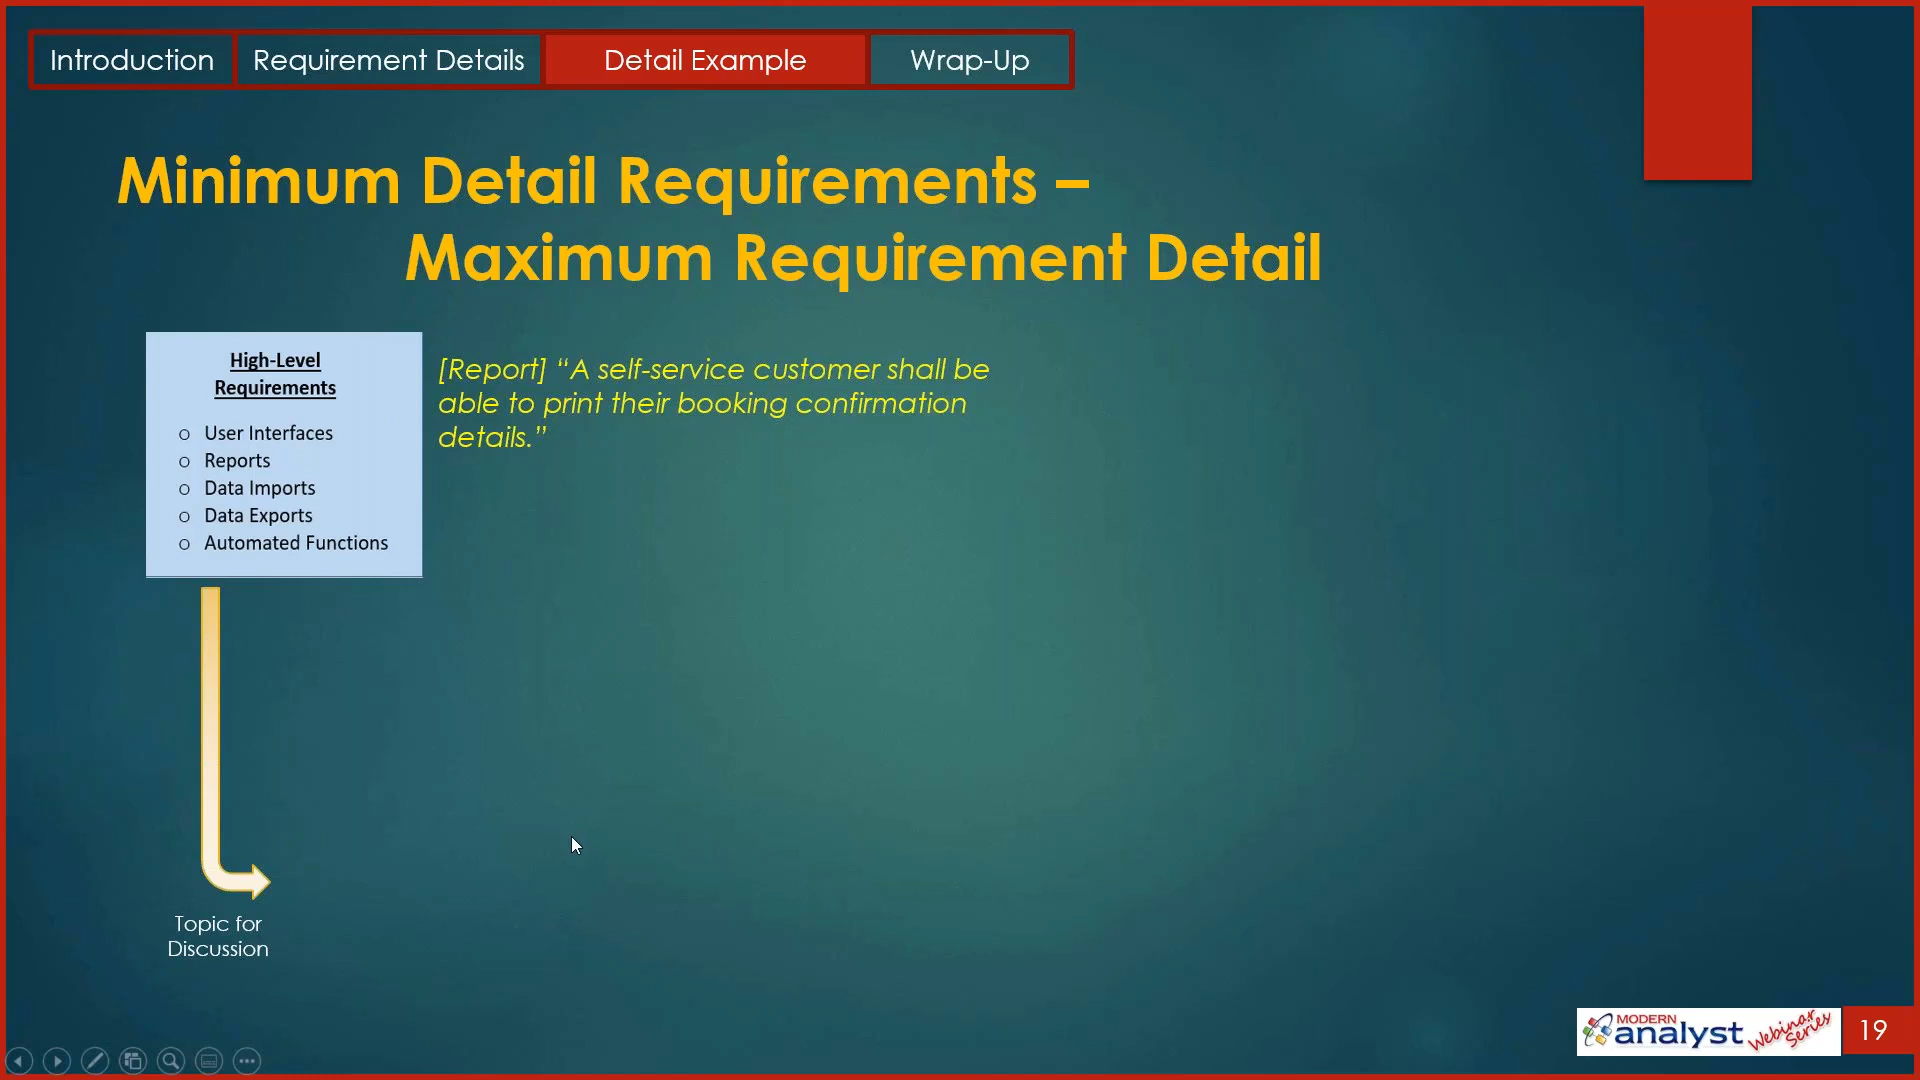 Introduction
Requirement Details
Detail Example
Wrap-Up
Minimum Detail Requirements –
Maximum Requirement Detail
High-Level
Requirements
o User Interfaces
o Reports
o Data Imports
o Data Exports
o Automated Functions
[Report] “A self-service customer shall be
able to print their booking confirmation
details.”
Topic for
Discussion
MODERN
analyst
Webinar
Series
19